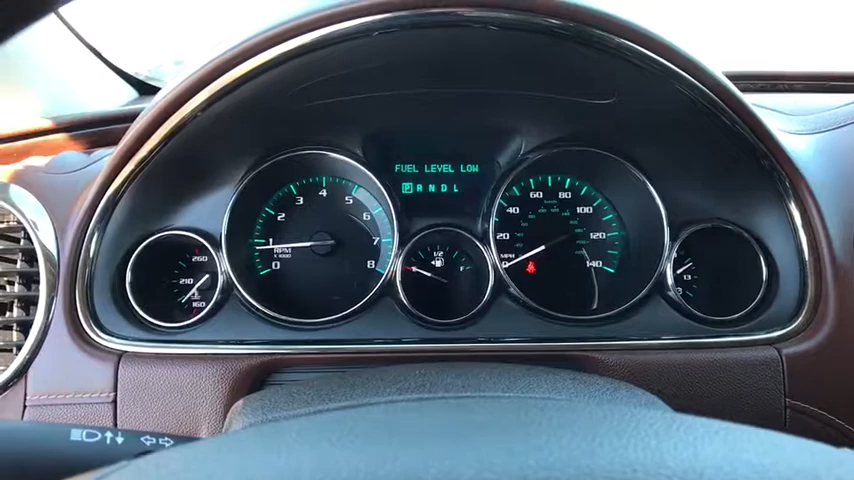 FUEL LEVEL LOW
P R N D L
0 1 2 3 4 5 6 7 8
RPM
X 1000
160 210 260
E 1/2 F
0 20 40 60 80 100 120 140
MPH
13